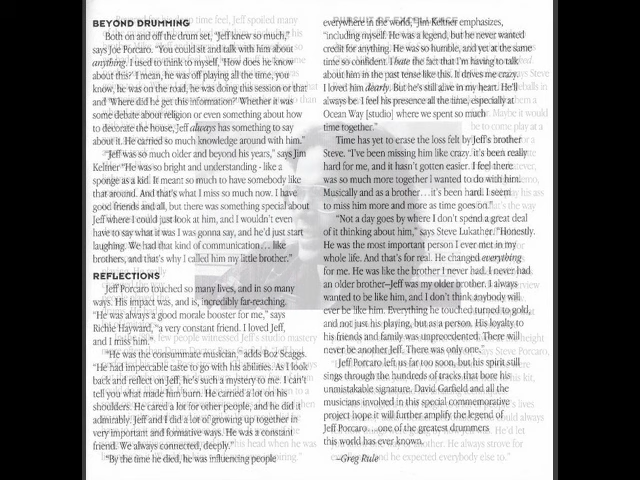 BEYOND DRUMMING
Both on and off the drum set, "Jeff knew so much,"
says Joe Porcaro. "You could sit and talk with him about
anything. I used to think to myself, 'How does he know
about this?' I mean, he was off playing all the time, you
know, he was on the road, he was doing this session or that
and 'Where did he get this information?' Whether it was
some debate about religion or even something about how
to decorate the house, Jeff always has something to say
about it. He carried so much knowledge around with him."
"Jeff was so much older and beyond his years," says Jim
Keltner "He was bright and understanding - like a
sponge as a kid. It meant so much to have somebody like
that around. And that's what I miss so much now. I have
good friends and all, but there was something special about
Jeff where I could just look at him, and I wouldn't even
have to say what it was I was gonna say, and he'd just start
laughing. We had that kind of communication… like
brothers, and that's why I called him my little brother."
REFLECTIONS
Jeff Porcaro touched so many lives, and in so many
ways. His impact was, and is, incredibly far-reaching.
"He was always a good morale booster for me," says
Richie Hayward, "a very constant friend. I loved Jeff,
and I miss him."
"He was the consummate musician," adds Boz Scaggs.
"He had impeccable taste to go with his abilities. As I look
back and reflect on Jeff, he's such a mystery to me. I can't
tell you what made him burn. He carried a lot on his
shoulders. He cared a lot for other people, and he did it
admirably. Jeff and I did a lot of growing up together in
very important and formative ways. He was a constant
friend. We always connected, deeply."
"By the time he died, he was influencing people
everywhere in the world," Jim Keltner emphasizes,
"including myself. He was a legend, but he never wanted
credit for anything. He was so humble, and yet at the same
time so confident. I hate the fact that I'm having to talk
about him in the past tense like this. It drives me crazy.
I loved him dearly. But he's still alive in my heart. He'll
always be. I feel his presence all the time, especially at
Ocean Way [studio] where we spent so much
time together."
Time has yet to erase the loss felt by Jeff's brother
Steve. "I've been missing him like crazy. it's been really
hard for me, and it hasn't gotten easier. I feel there
was so much more together I wanted to do with him.
Musically and as a brother…it's been hard. I seem
to miss him more and more as time goes on."
"Not a day goes by where I don't spend a great deal
of it thinking about him," says Steve Lukather. "Honestly.
He was the most important person I ever met in my
whole life. And that's for real. He changed everything
for me. He was like the brother I never had. I never had
an older brother–Jeff was my older brother. I always
wanted to be like him, and I don't think anybody will
ever be like him. Everything he touched turned to gold,
and not just his playing, but as a person. His loyalty to
his friends and family was unprecedented. There will
never be another Jeff. There was only one."
Jeff Porcaro left us far too soon, but his spirit still
sings through the hundreds of tracks that bore his
unmistakable signature. David Garfield and all the
musicians involved in this special commemorative
project hope it will further amplify the legend of
Jeff Porcaro…one of the greatest drummers
this world has ever known.
–Greg Rule